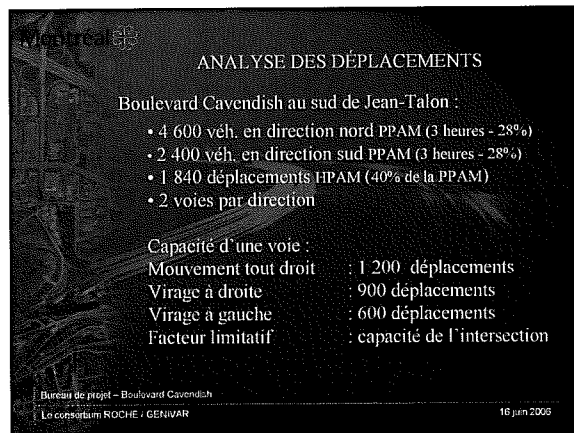 Montréal
ANALYSE DES DÉPLACEMENTS
Boulevard Cavendish au sud de Jean-Talon :
• 4 600 véh. en direction nord PPAM (3 heures - 28%)
• 2 400 véh. en direction sud PPAM (3 heures - 28%)
• 1 840 déplacements HPAM (40% de la PPAM)
• 2 voies par direction
Capacité d'une voie :
Mouvement tout droit : 1 200 déplacements
Virage à droite : 900 déplacements
Virage à gauche : 600 déplacements
Facteur limitatif : capacité de l'intersection
Bureau de projet – Boulevard Cavendish
Le consortium ROCHE / GENIVAR 16 juin 2006